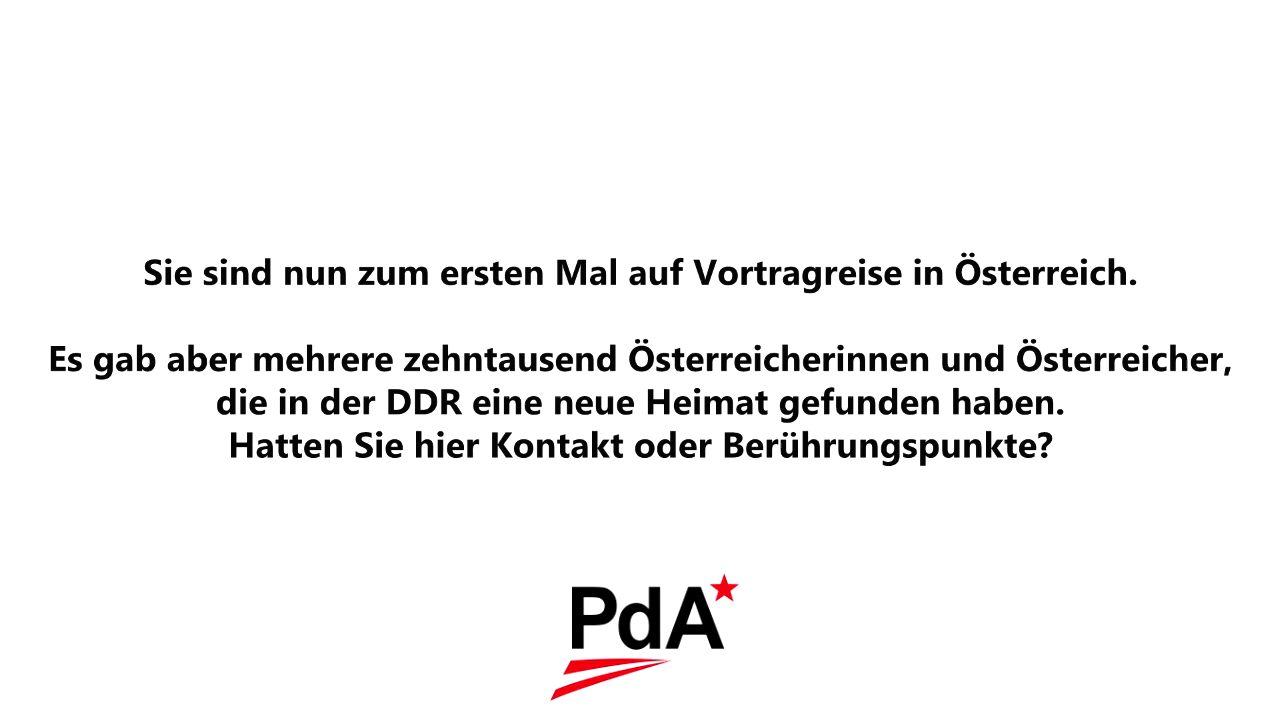 Sie sind nun zum ersten Mal auf Vortragreise in Österreich.
Es gab aber mehrere zehntausend Österreicherinnen und Österreicher,
die in der DDR eine neue Heimat gefunden haben.
Hatten Sie hier Kontakt oder Berührungspunkte?
PdA